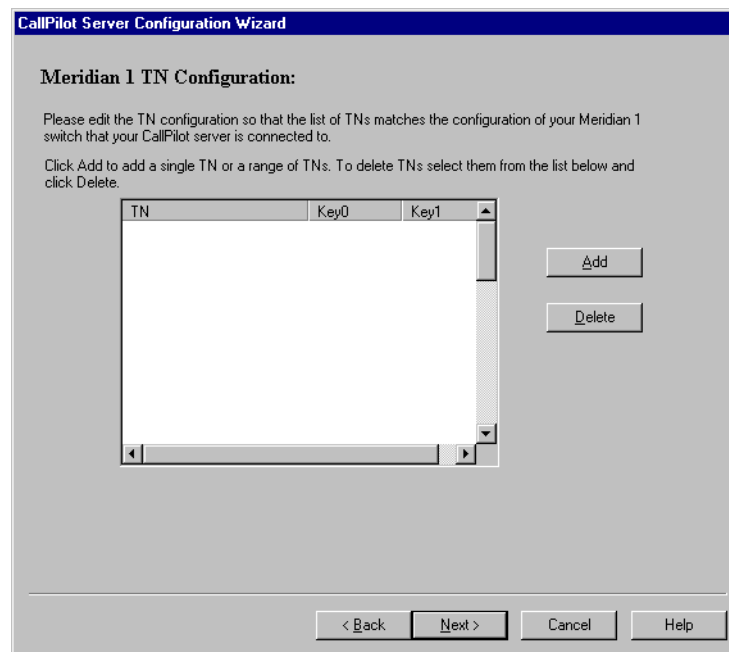 CallPilot Server Configuration Wizard
Meridian 1 TN Configuration:
Please edit the TN configuration so that the list of TNs matches the configuration of your Meridian 1
switch that your CallPilot server is connected to.
Click Add to add a single TN or a range of TNs. To delete TNs select them from the list below and
click Delete.
TN Key0 Key1
Add
Delete
< Back Next > Cancel Help